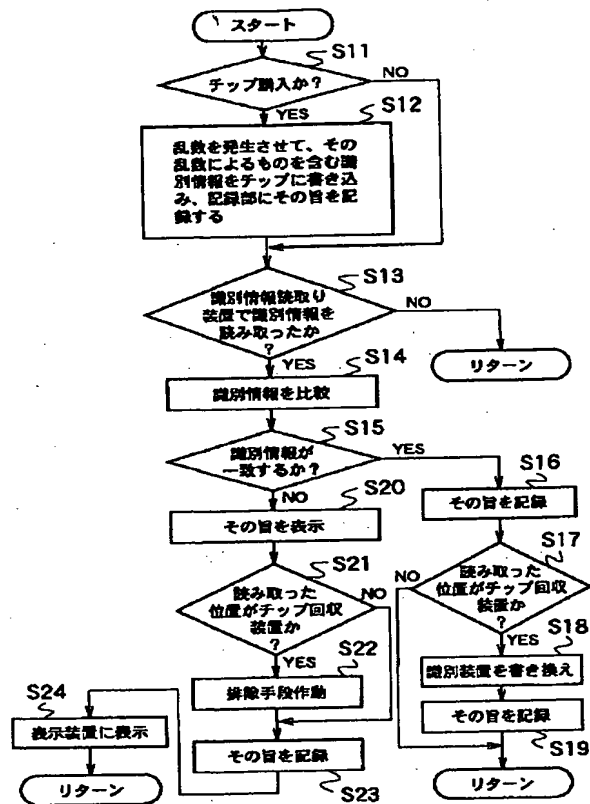 スタート
S11
チップ購入か?
NO
YES
S12
乱数を発生させて、その
乱数によるものを含む識
別情報をチップに書き込
み、記録部にその旨を記
録する
S13
識別情報読取り
装置で識別情報を
読み取ったか
?
NO
YES
リターン
S14
識別情報を比較
S15
識別情報が
一致するか?
YES
NO
S16
その旨を記録
S20
その旨を表示
S17
読み取った
位置がチップ回収
装置か
?
NO
YES
S21
読み取った
位置がチップ回収
装置か
?
NO
YES
S18
識別装置を書き換え
S22
排除手段作動
S19
その旨を記録
S24
表示装置に表示
S23
その旨を記録
リターン
リターン